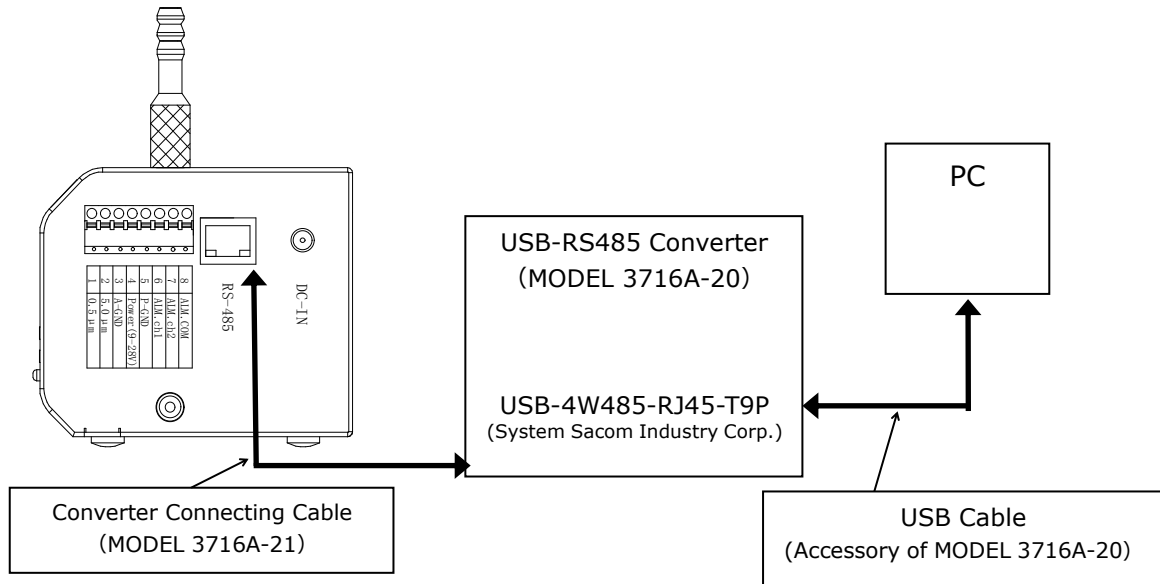 1 0.5μm
2 5.0μm
3 A-GND
4 Power(9-28V)
5 P-GND
6 ALM.ch1
7 ALM.ch2
8 ALM.COM
RS-485
DC-IN
USB-RS485 Converter
(MODEL 3716A-20)
USB-4W485-RJ45-T9P
(System Sacom Industry Corp.)
PC
Converter Connecting Cable
(MODEL 3716A-21)
USB Cable
(Accessory of MODEL 3716A-20)